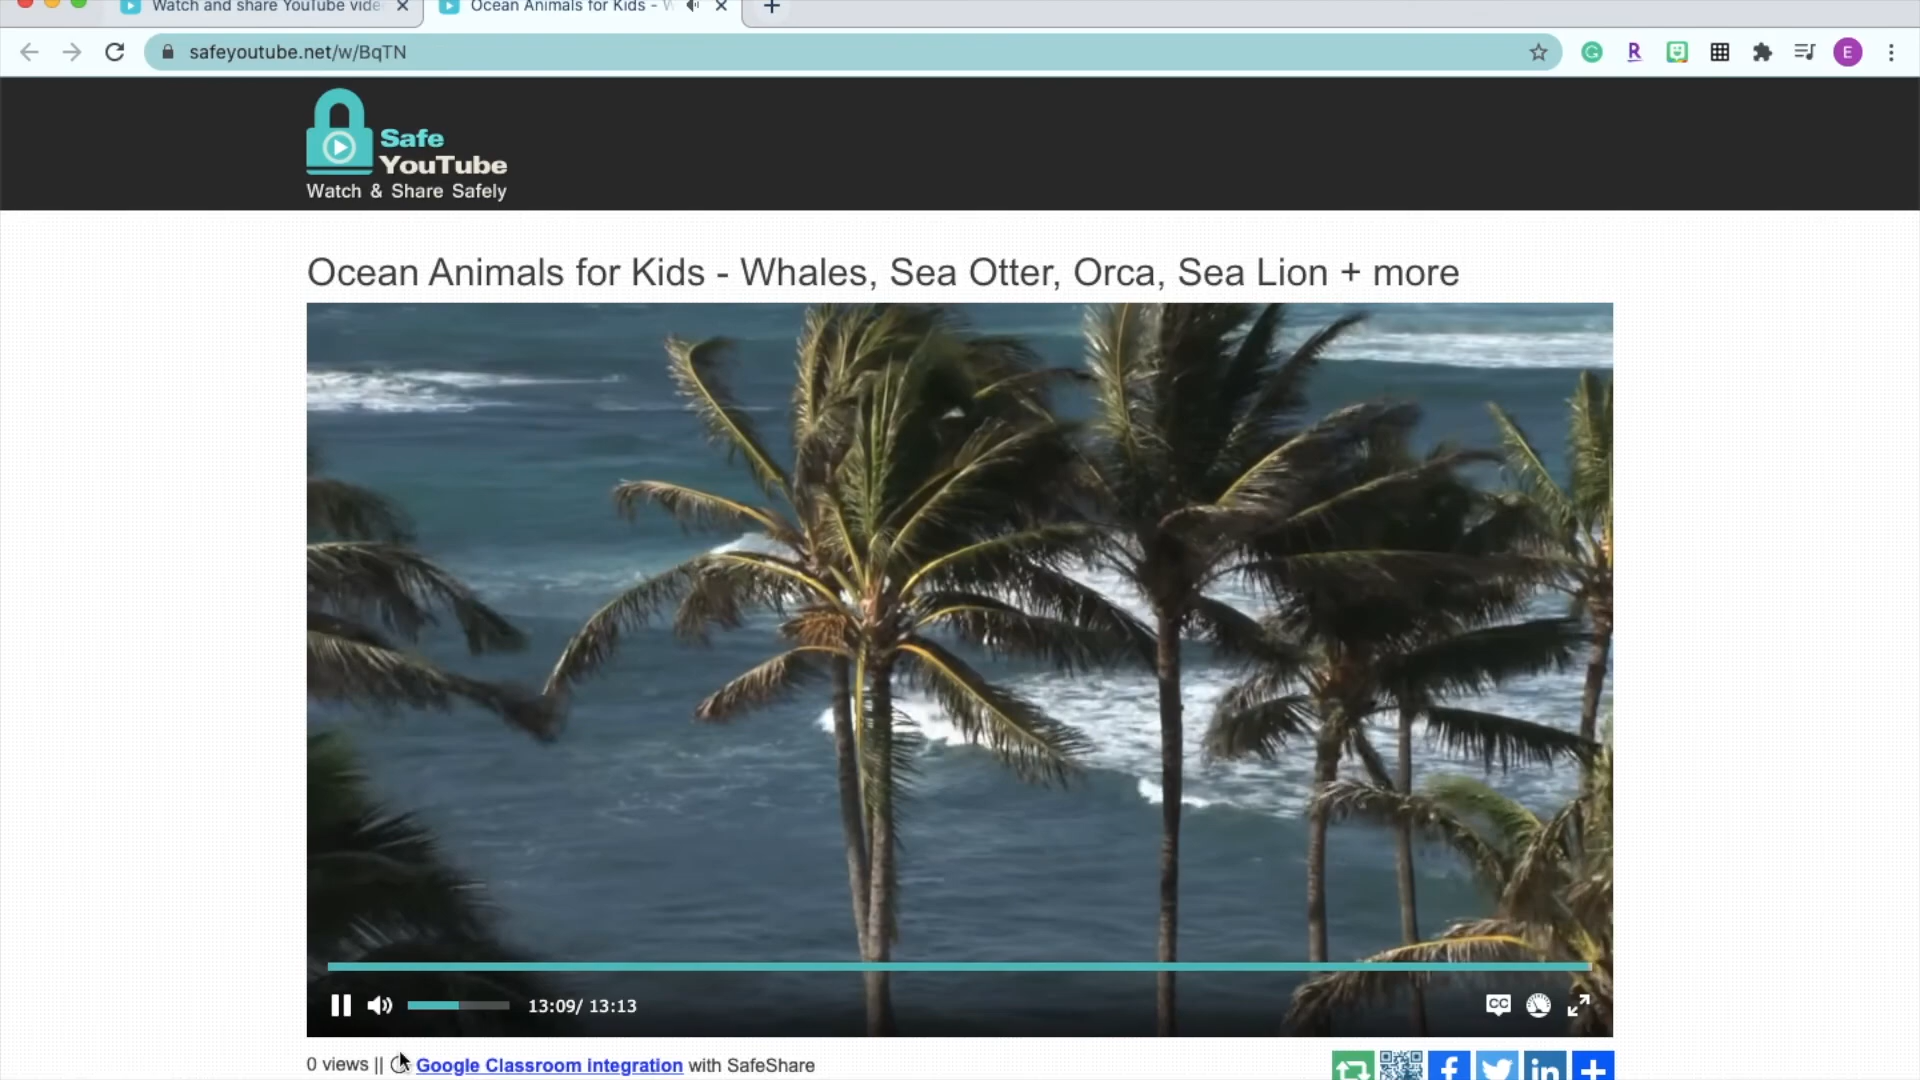 Watch and share YouTube vide
Ocean Animals for Kids - W
safeyoutube.net/w/BqTN
R
E
Safe
YouTube
Watch & Share Safely
Ocean Animals for Kids - Whales, Sea Otter, Orca, Sea Lion + more
13:09/ 13:13
CC
0 views || Google Classroom integration with SafeShare